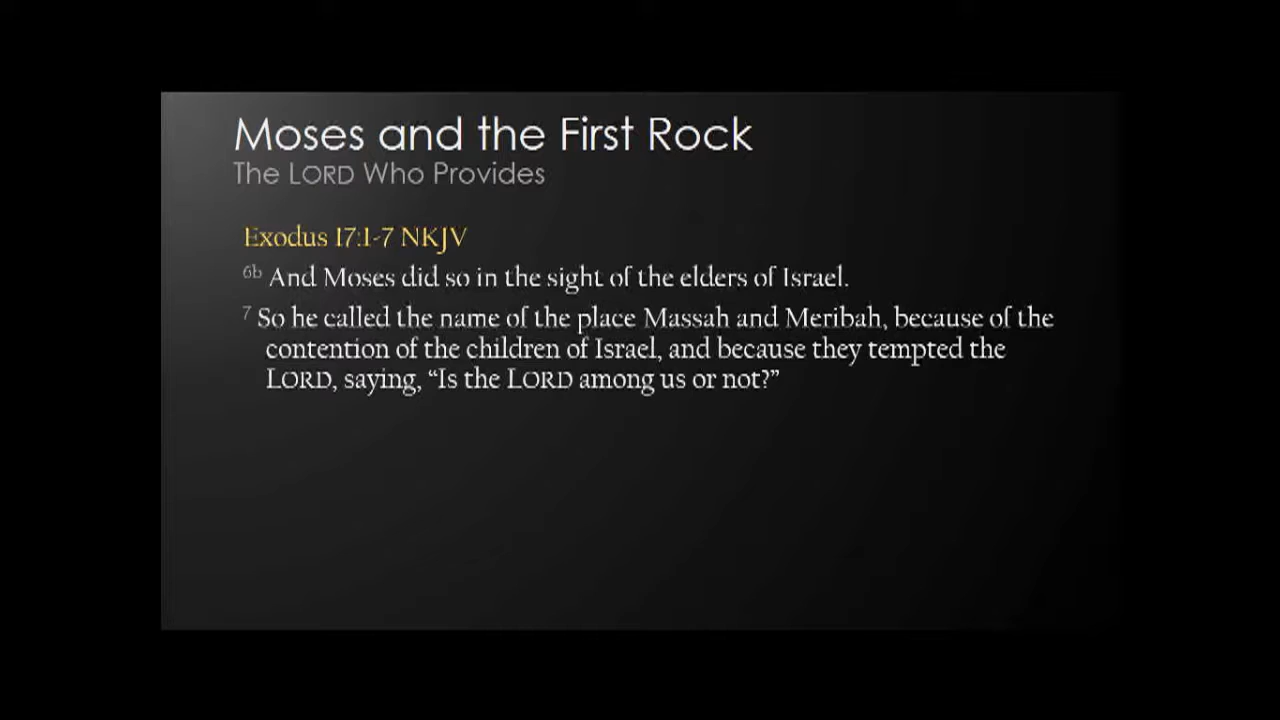 Moses and the First Rock
The LORD Who Provides
Exodus 17:1-7 NKJV
6b And Moses did so in the sight of the elders of Israel.
7 So he called the name of the place Massah and Meribah, because of the
contention of the children of Israel, and because they tempted the
LORD, saying, “Is the LORD among us or not?”